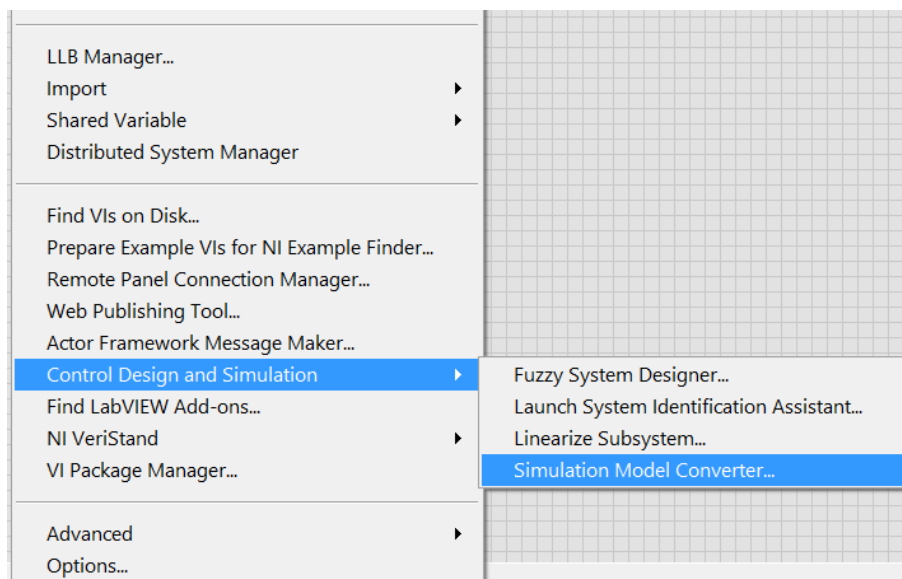 LLB Manager...
Import
Shared Variable
Distributed System Manager
Find VIs on Disk...
Prepare Example VIs for NI Example Finder...
Remote Panel Connection Manager...
Web Publishing Tool...
Actor Framework Message Maker...
Control Design and Simulation
Find LabVIEW Add-ons...
NI VeriStand
VI Package Manager...
Advanced
Options...
Fuzzy System Designer...
Launch System Identification Assistant...
Linearize Subsystem...
Simulation Model Converter...